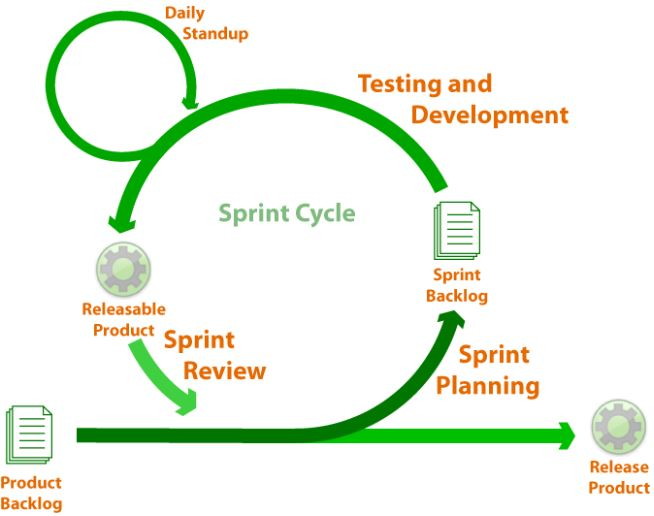 Daily
Standup
Testing and
Development
Sprint Cycle
Sprint
Backlog
Releasable
Product
Sprint
Review
Sprint
Planning
Product
Backlog
Release
Product